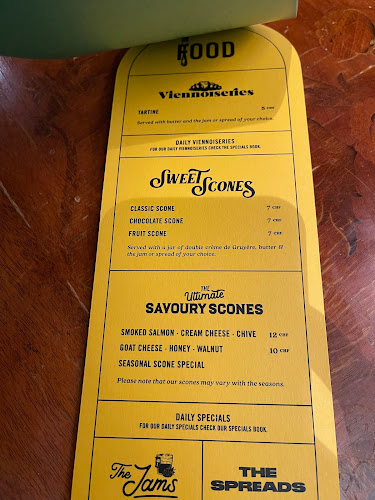 FOOD
Viennoiseries
TARTINE 6 CHF
Served with butter and the jam or spread of your choice.
DAILY VIENNOISERIES
FOR OUR DAILY VIENNOISERIES CHECK THE SPECIALS BOOK.
SWEET SCONES
CLASSIC SCONE 7 CHF
CHOCOLATE SCONE 7 CHF
FRUIT SCONE 7 CHF
Served with a jar of double crème de Gruyère, butter &
the jam or spread of your choice.
THE
Ultimate
SAVOURY SCONES
SMOKED SALMON · CREAM CHEESE · CHIVE 12 CHF
GOAT CHEESE · HONEY · WALNUT 10 CHF
SEASONAL SCONE SPECIAL
Please note that our scones may vary with the seasons.
DAILY SPECIALS
FOR OUR DAILY SPECIALS CHECK OUR SPECIALS BOOK.
The Jams
THE
SPREADS